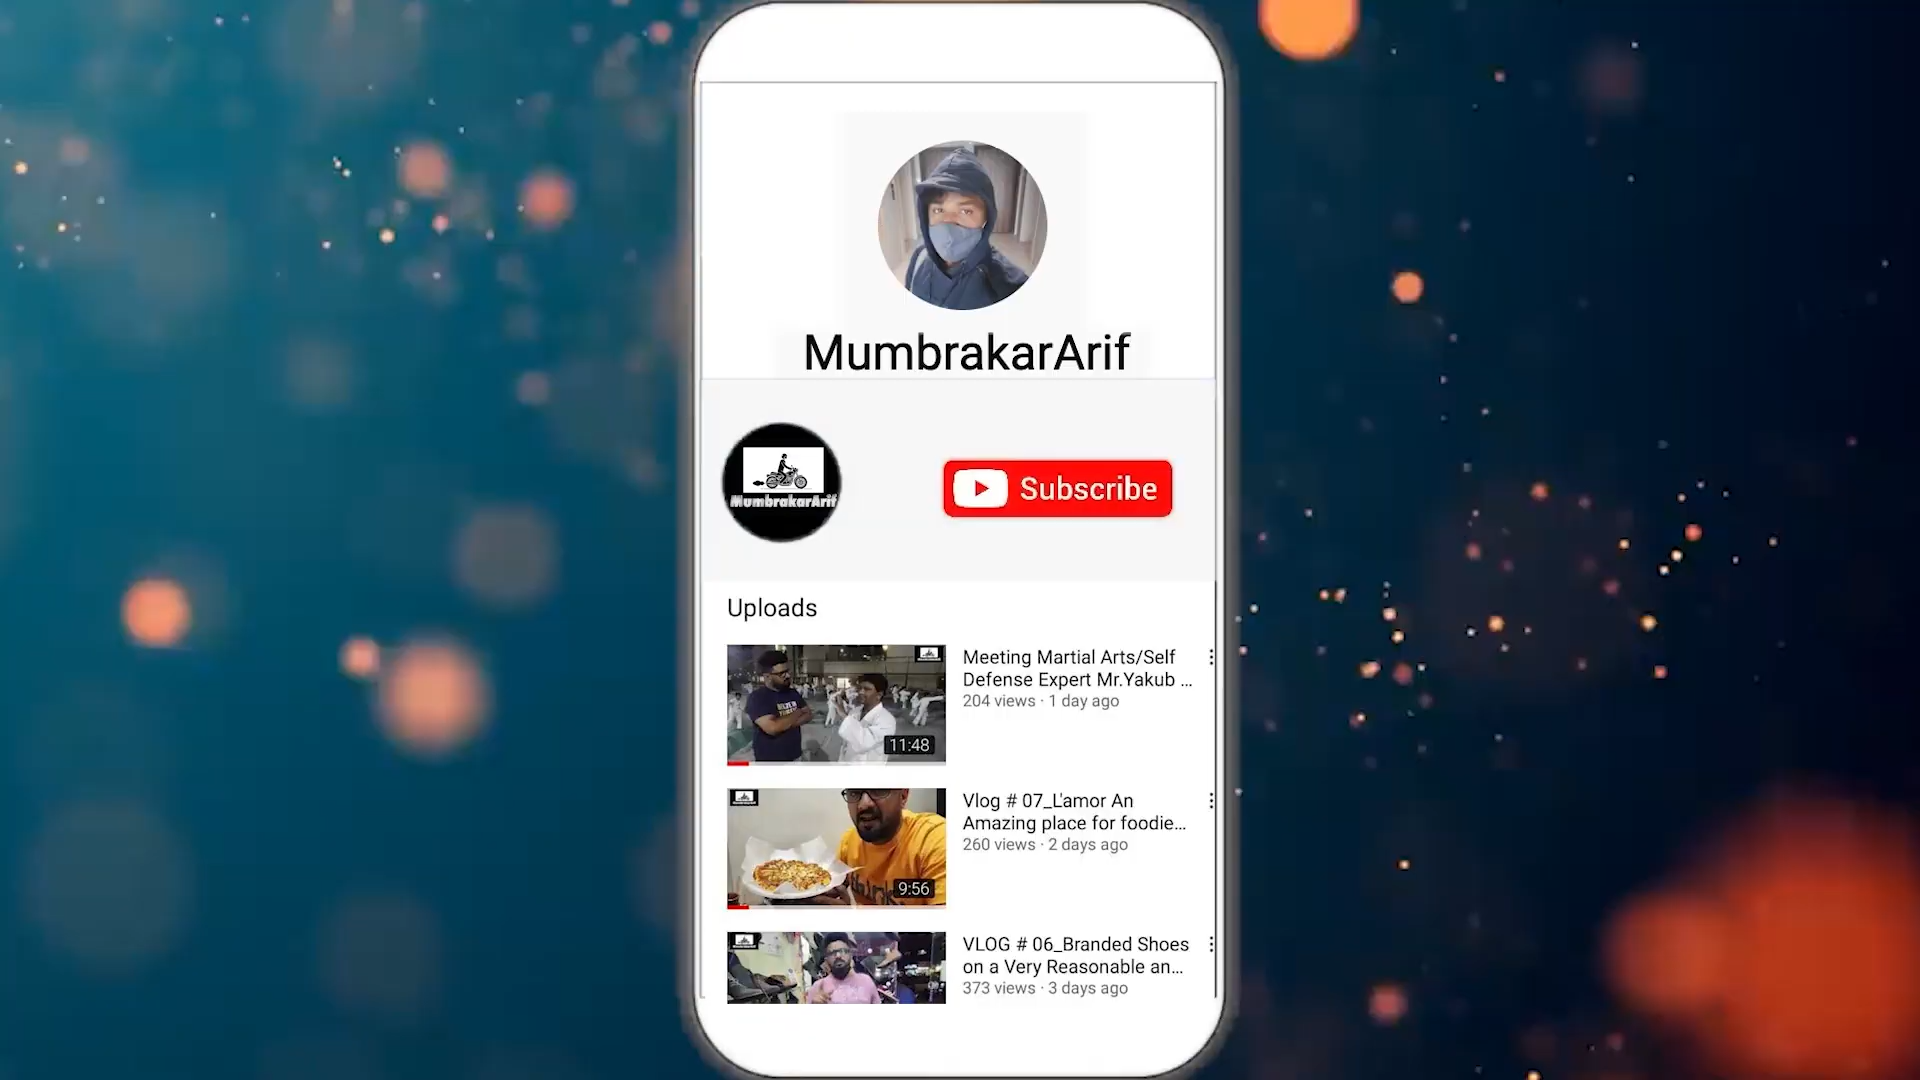 MumbrakarArif
MumbrakarArif
Subscribe
Uploads
Meeting Martial Arts/Self
Defense Expert Mr.Yakub ...
204 views · 1 day ago
11:48
Vlog # 07_L'amor An
Amazing place for foodie...
260 views · 2 days ago
9:56
VLOG # 06_Branded Shoes
on a Very Reasonable an...
373 views · 3 days ago